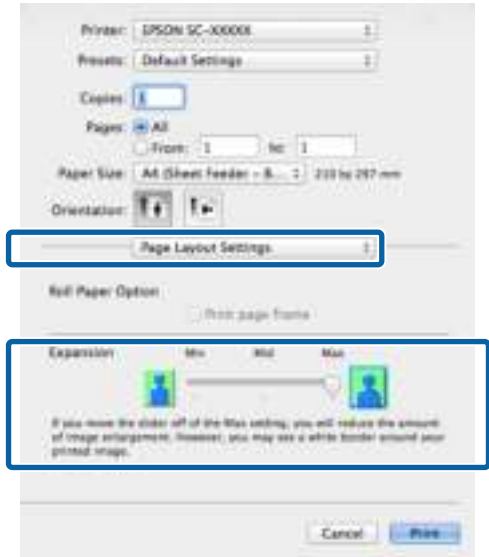 Printer: EPSON SC-XXXXX
Presets: Default Settings
Copies: 1
Pages: All
From: 1 to: 1
Paper Size: A4 (Sheet Feeder - B... 210 by 297 mm
Orientation:
Page Layout Settings
Roll Paper Option
Print page frame
Expansion Min Mid Max
If you move the slider off of the Max setting, you will reduce the amount
of image enlargement. However, you may see a white border around your
printed image.
Cancel Print